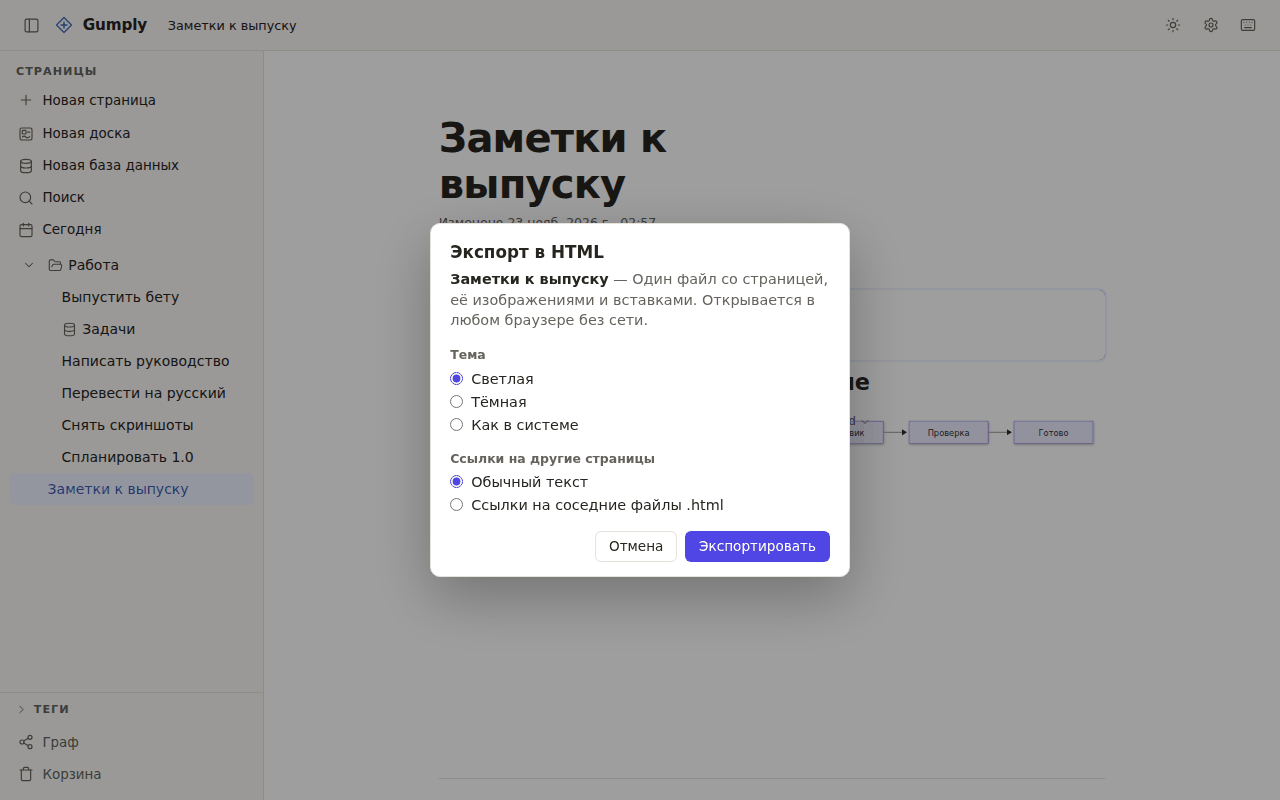 Gumply
Заметки к выпуску
СТРАНИЦЫ
Новая страница
Новая доска
Новая база данных
Поиск
Сегодня
Работа
Выпустить бету
Задачи
Написать руководство
Перевести на русский
Снять скриншоты
Спланировать 1.0
Заметки к выпуску
ТЕГИ
Граф
Корзина
Заметки к
выпуску
Экспорт в HTML
Заметки к выпуску — Один файл со страницей,
её изображениями и вставками. Открывается в
любом браузере без сети.
Тема
Светлая
Тёмная
Как в системе
Ссылки на другие страницы
Обычный текст
Ссылки на соседние файлы .html
Отмена
Экспортировать
Проверка
Готово